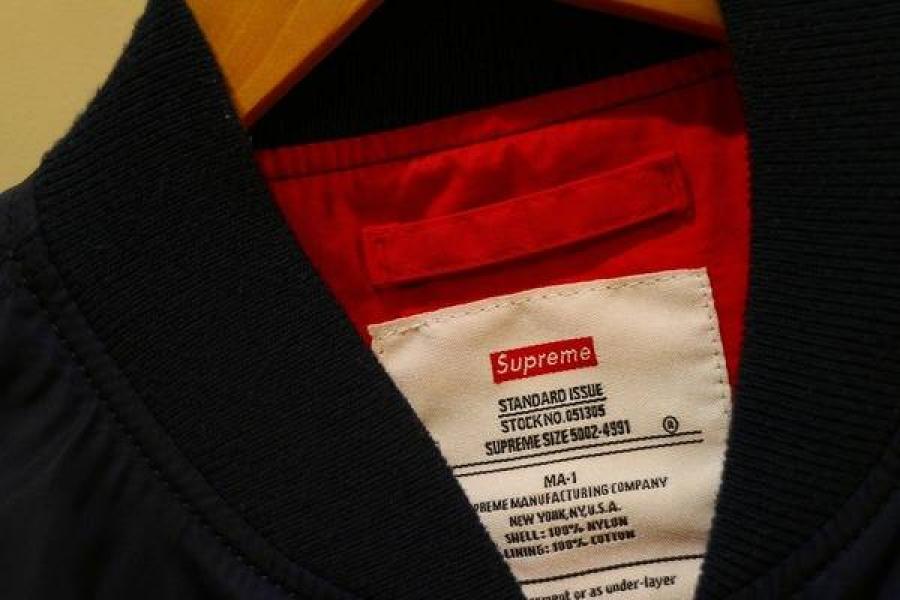 Supreme
STANDARD ISSUE
STOCK NO. 051305
SUPREME SIZE 5002-4991 ®
MA-1
PREME MANUFACTURING COMPANY
NEW YORK, NY, U.S.A.
SHELL: 100% NYLON
LINING: 100% COTTON
or as under-layer